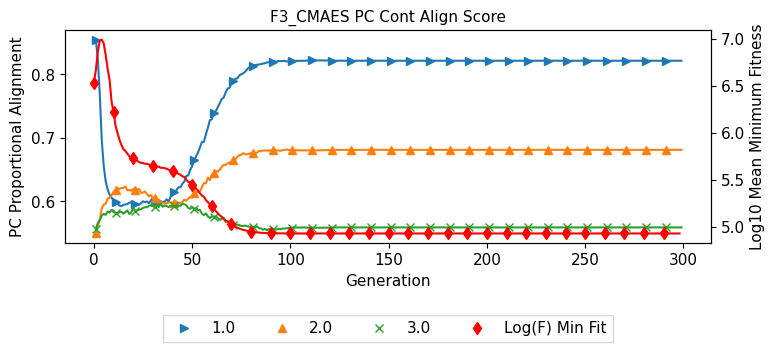 F3_CMAES PC Cont Align Score
PC Proportional Alignment
0.8
0.7
0.6
7.0
6.5
6.0
5.5
5.0
Log10 Mean Minimum Fitness
0 50 100 150 200 250 300
Generation
1.0 2.0 3.0 Log(F) Min Fit